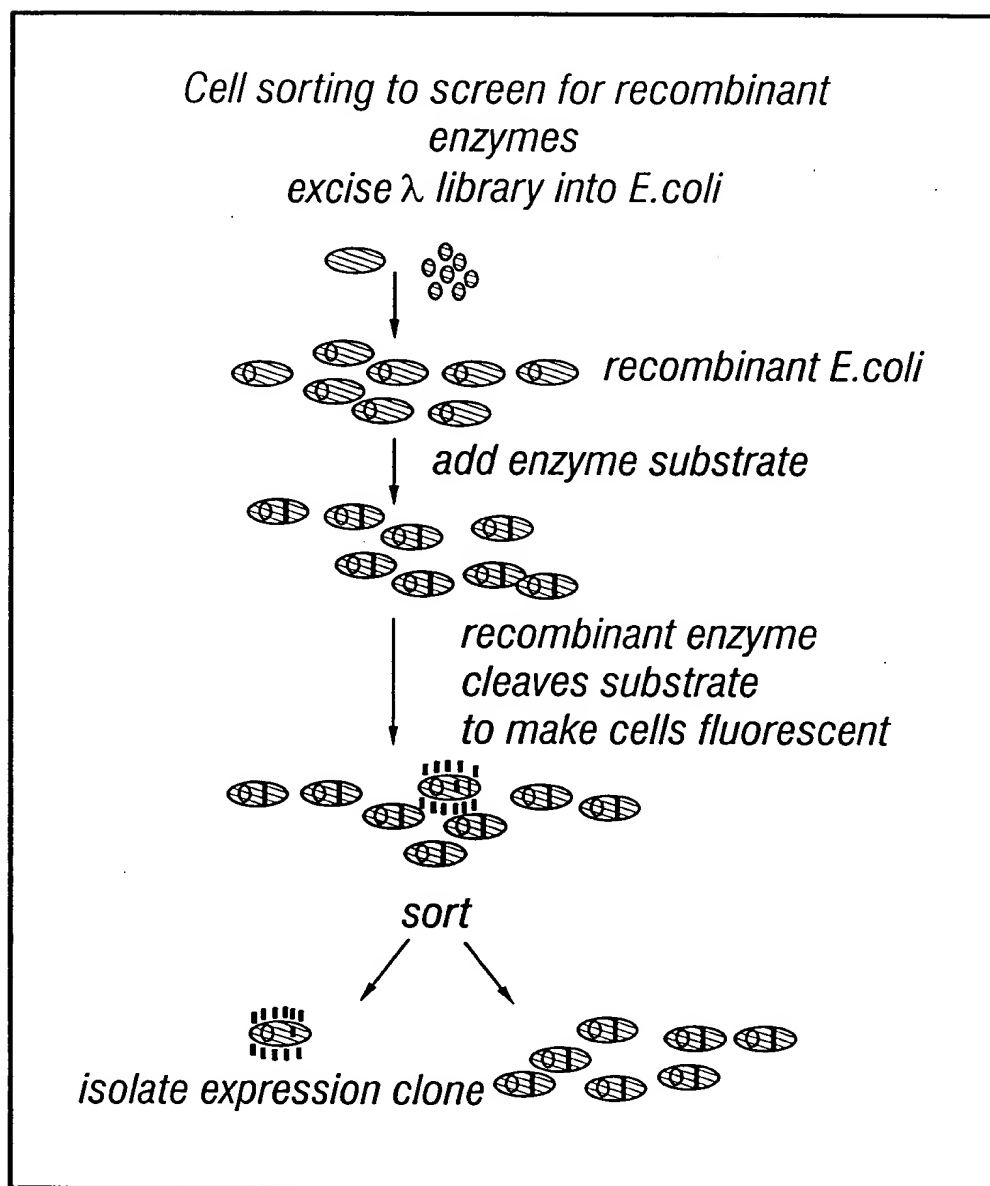 Cell sorting to screen for recombinant
enzymes
excise λ library into E.coli
recombinant E.coli
add enzyme substrate
recombinant enzyme
cleaves substrate
to make cells fluorescent
sort
isolate expression clone